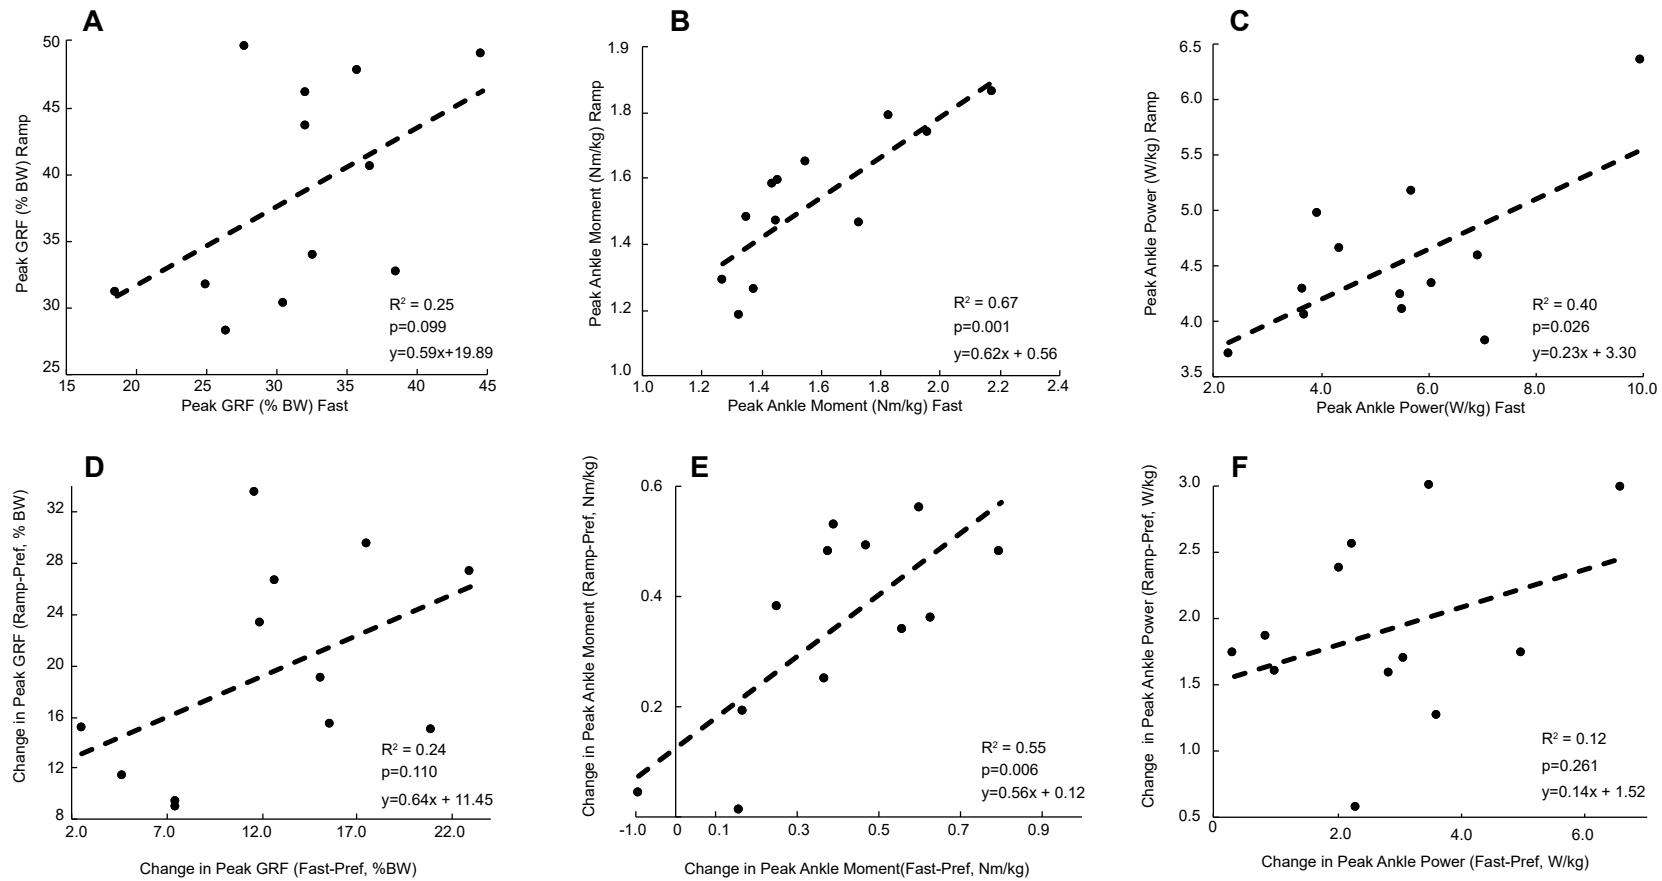 A
50
45
40
35
30
25
15
20
25
30
35
40
45
Peak GRF (% BW) Ramp
Peak GRF (% BW) Fast
R² = 0.25
p=0.099
y=0.59x+19.89
B
1.9
1.8
1.6
1.4
1.2
1.0
1.0
1.2
1.4
1.6
1.8
2.0
2.2
2.4
Peak Ankle Moment (Nm/kg) Ramp
Peak Ankle Moment (Nm/kg) Fast
R² = 0.67
p=0.001
y=0.62x + 0.56
C
6.5
6.0
5.5
5.0
4.5
4.0
3.5
2.0
4.0
6.0
8.0
10.0
Peak Ankle Power (W/kg) Ramp
Peak Ankle Power(W/kg) Fast
R² = 0.40
p=0.026
y=0.23x + 3.30
D
32
28
24
20
16
12
8
2.0
7.0
12.0
17.0
22.0
Change in Peak GRF (Ramp-Pref, % BW)
Change in Peak GRF (Fast-Pref, %BW)
R² = 0.24
p=0.110
y=0.64x + 11.45
E
0.6
0.4
0.2
-1.0
0
0.1
0.3
0.5
0.7
0.9
Change in Peak Ankle Moment (Ramp-Pref, Nm/kg)
Change in Peak Ankle Moment(Fast-Pref, Nm/kg)
R² = 0.55
p=0.006
y=0.56x + 0.12
F
3.0
2.5
2.0
1.5
1.0
0.5
0
2.0
4.0
6.0
Change in Peak Ankle Power (Ramp-Pref, W/kg)
Change in Peak Ankle Power (Fast-Pref, W/kg)
R² = 0.12
p=0.261
y=0.14x + 1.52